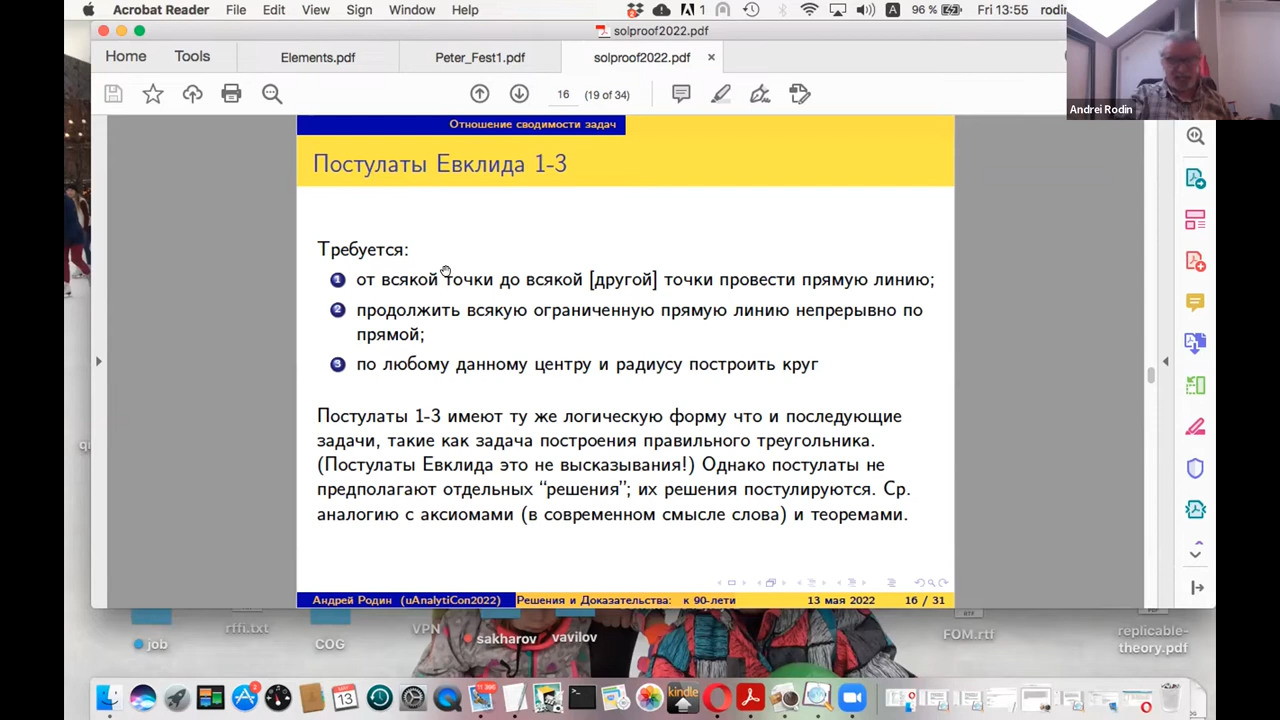 Acrobat Reader File Edit View Sign Window Help 1 A 96 % Fri 13:55
solproof2022.pdf
Home Tools Elements.pdf Peter_Fest1.pdf solproof2022.pdf ×
16 (19 of 34)
Andrei Rodin
Отношение сводимости задач
Постулаты Евклида 1-3
Требуется:
1 от всякой точки до всякой [другой] точки провести прямую линию;
2 продолжить всякую ограниченную прямую линию непрерывно по
прямой;
3 по любому данному центру и радиусу построить круг
Постулаты 1-3 имеют ту же логическую форму что и последующие
задачи, такие как задача построения правильного треугольника.
(Постулаты Евклида это не высказывания!) Однако постулаты не
предполагают отдельных “решения”; их решения постулируются. Ср.
аналогию с аксиомами (в современном смысле слова) и теоремами.
Андрей Родин (uAnalytiCon2022) Решения и Доказательства: к 90-лети 13 мая 2022 16 / 31
job
rffi.txt
COG
VPN
sakharov
vavilov
FOM.rtf
replicable-
theory.pdf
13
kindle